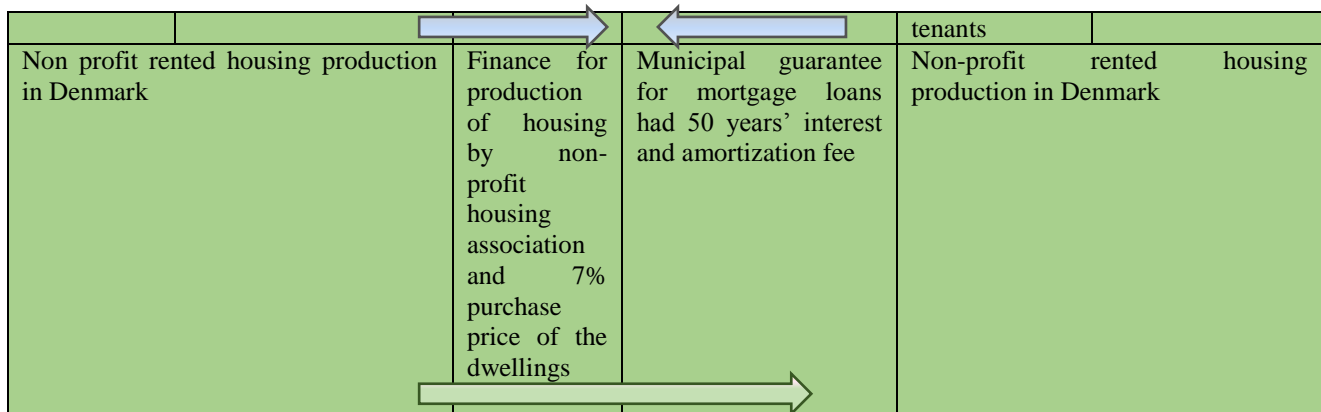 tenants
Non profit rented housing production
in Denmark
Finance for
production
of housing
by non-
profit
housing
association
and 7%
purchase
price of the
dwellings
Municipal guarantee
for mortgage loans
had 50 years’ interest
and amortization fee
Non-profit rented housing
production in Denmark